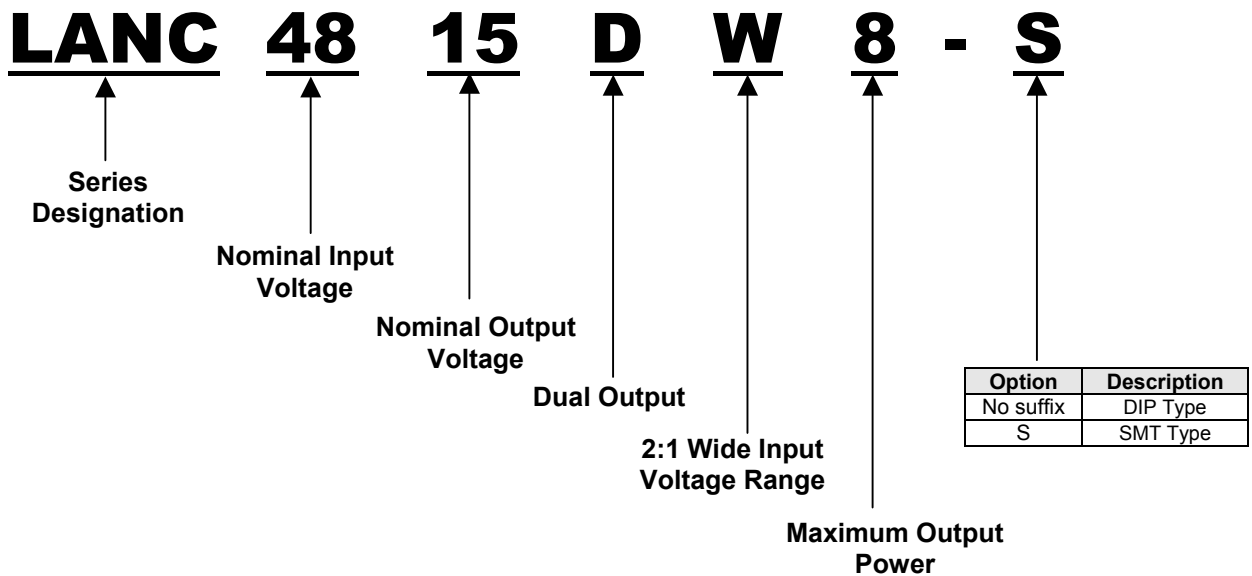 LANC 48 15 D W 8 - S
Series
Designation
Nominal Input
Voltage
Nominal Output
Voltage
Dual Output
2:1 Wide Input
Voltage Range
Maximum Output
Power
Option Description
No suffix DIP Type
S SMT Type